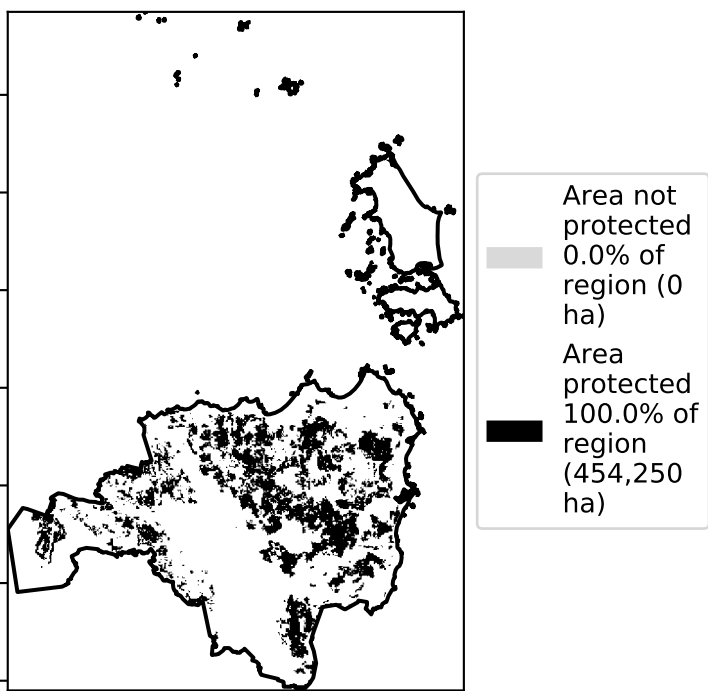 Area not
protected
0.0% of
region (0
ha)
Area
protected
100.0% of
region
(454,250
ha)